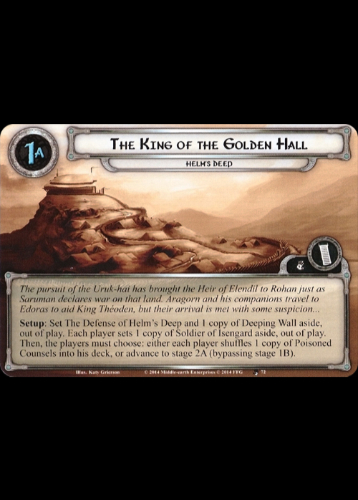 1A
THE KING OF THE GOLDEN HALL
HELM'S DEEP
The pursuit of the Uruk-hai has brought the Heir of Elendil to Rohan just as
Saruman declares war on that land. Aragorn and his companions travel to
Edoras to aid King Théoden, but their arrival is met with some suspicion...
Setup: Set The Defense of Helm's Deep and 1 copy of Deeping Wall aside,
out of play. Each player sets 1 copy of Soldier of Isengard aside, out of play.
Then, the players must choose: either each player shuffles 1 copy of Poisoned
Counsels into his deck, or advance to stage 2A (bypassing stage 1B).
Illus. Katy Grierson © 2014 Middle-earth Enterprises © 2014 FFG 71